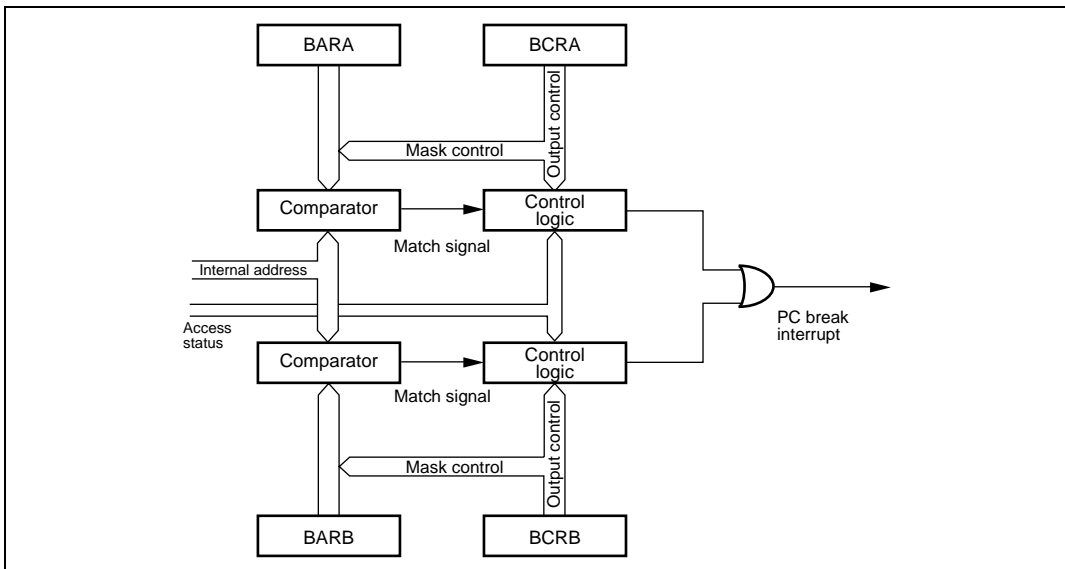 BARA
BCRA
Output control
Mask control
Comparator
Control
logic
Match signal
Internal address
Access
status
PC break
interrupt
Comparator
Control
logic
Match signal
Mask control
Output control
BARB
BCRB